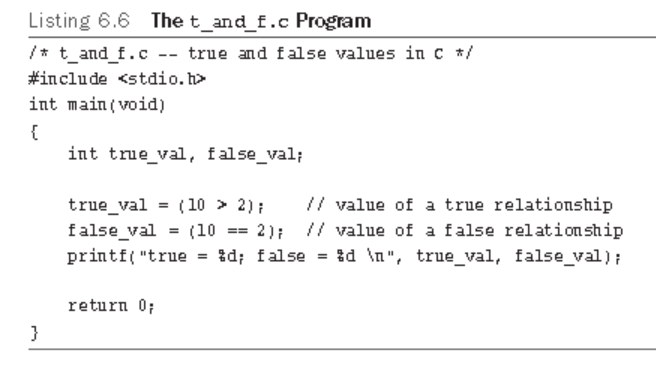 Listing 6.6 The t_and_f.c Program
/* t_and_f.c -- true and false values in C */
#include <stdio.h>
int main(void)
{
    int true_val, false_val;

    true_val = (10 > 2);    // value of a true relationship
    false_val = (10 == 2);  // value of a false relationship
    printf("true = %d; false = %d \n", true_val, false_val);

    return 0;
}